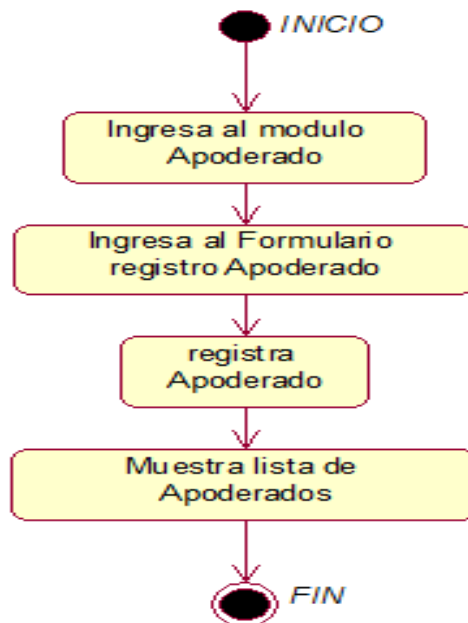 INICIO
Ingresa al modulo
Apoderado
Ingresa al Formulario
registro Apoderado
registra
Apoderado
Muestra lista de
Apoderados
FIN